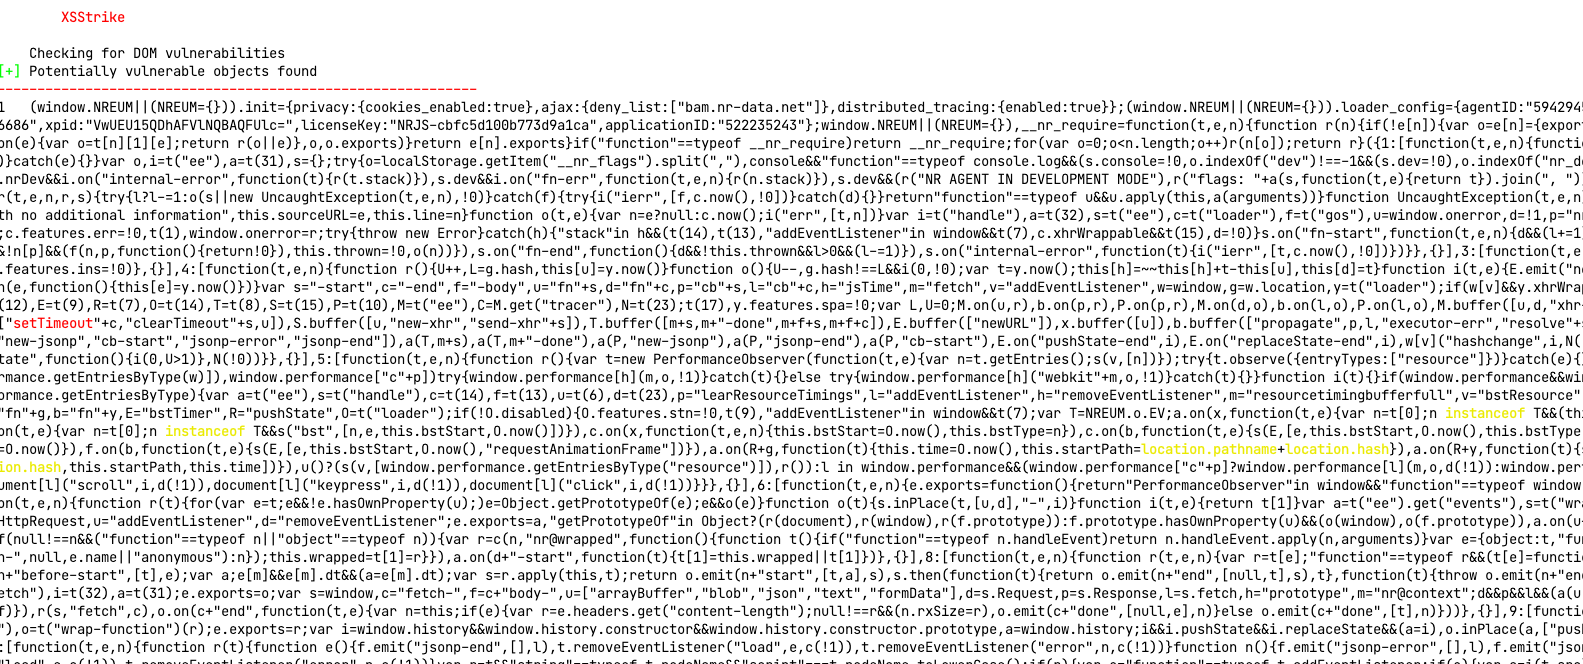 XSStrike
Checking for DOM vulnerabilities
[+] Potentially vulnerable objects found
------------------------------------------------------------
1   (window.NREUM||(NREUM={})).init={privacy:{cookies_enabled:true},ajax:{deny_list:["bam.nr-data.net"]},distributed_tracing:{enabled:true}};(window.NREUM||(NREUM={})).loader_config={agentID:"5942945
6686",xpid:"VwUEU15QDhAFVlNQBAQFUlc=",licenseKey:"NRJS-cbfc5d100b773d9a1ca",applicationID:"522235243"};window.NREUM||(NREUM={}),__nr_require=function(t,e,n){function r(n){if(!e[n]){var o=e[n]={expor
on(e){var o=t[n][1][e];return r(o||e)},o,o.exports)}return e[n].exports}if("function"==typeof __nr_require)return __nr_require;for(var o=0;o<n.length;o++)r(n[o]);return r}({1:[function(t,e,n){functio
)}catch(e){}}var o,i=t("ee"),a=t(31),s={};try{o=localStorage.getItem("__nr_flags").split(","),console&&"function"==typeof console.log&&(s.console=!0,o.indexOf("dev")!==-1&&(s.dev=!0),o.indexOf("nr_d
.nrDev&&i.on("internal-error",function(t){r(t.stack)}),s.dev&&i.on("fn-err",function(t,e,n){r(n.stack)}),s.dev&&(r("NR AGENT IN DEVELOPMENT MODE"),r("flags: "+a(s,function(t,e){return t}).join(", ")
r(t,e,n,r,s){try{l?l-=1:o(s||new UncaughtException(t,e,n),!0)}catch(f){try{i("ierr",[f,c.now(),!0])}catch(d){}}return"function"==typeof u&&u.apply(this,a(arguments))}function UncaughtException(t,e,n
th no additional information",this.sourceURL=e,this.line=n}function o(t,e){var n=e?null:c.now();i("err",[t,n])}var i=t("handle"),a=t(32),s=t("ee"),c=t("loader"),f=t("gos"),u=window.onerror,d=!1,p="n
;c.features.err=!0,t(1),window.onerror=r;try{throw new Error}catch(h){"stack"in h&&(t(14),t(13),"addEventListener"in window&&t(7),c.xhrWrappable&&t(15),d=!0)}s.on("fn-start",function(t,e,n){d&&(l+=1
&!n[p]&&(f(n,p,function(){return!0}),this.thrown=!0,o(n))}),s.on("fn-end",function(){d&&!this.thrown&&l>0&&(l-=1)}),s.on("internal-error",function(t){i("ierr",[t,c.now(),!0])})}},{}],3:[function(t,e
.features.ins=!0)},{}],4:[function(t,e,n){function r(){U++,L=g.hash,this[u]=y.now()}function o(){U--,g.hash!==L&&i(0,!0);var t=y.now();this[h]=~~this[h]+t-this[u],this[d]=t}function i(t,e){E.emit("n
n(e,function(){this[e]=y.now()})}var s="-start",c="-end",f="-body",u="fn"+s,d="fn"+c,p="cb"+s,l="cb"+c,h="jsTime",m="fetch",v="addEventListener",w=window,g=w.location,y=t("loader");if(w[v]&&y.xhrWra
(12),E=t(9),R=t(7),O=t(14),T=t(8),S=t(15),P=t(10),M=t("ee"),C=M.get("tracer"),N=t(23);t(17),y.features.spa=!0;var L,U=0;M.on(u,r),b.on(p,r),P.on(p,r),M.on(d,o),b.on(l,o),P.on(l,o),M.buffer([u,d,"xhr-
["setTimeout"+c,"clearTimeout"+s,u]),S.buffer([u,"new-xhr","send-xhr"+s]),T.buffer([m+s,m+"-done",m+f+s,m+f+c]),E.buffer(["newURL"]),x.buffer([u]),b.buffer(["propagate",p,l,"executor-err","resolve"+s
"new-jsonp","cb-start","jsonp-error","jsonp-end"]),a(T,m+s),a(T,m+"-done"),a(P,"new-jsonp"),a(P,"jsonp-end"),a(P,"cb-start"),E.on("pushState-end",i),E.on("replaceState-end",i),w[v]("hashchange",i,N(
tate",function(){i(0,U>1)},N(!0))}},{}],5:[function(t,e,n){function r(){var t=new PerformanceObserver(function(t,e){var n=t.getEntries();s(v,[n])});try{t.observe({entryTypes:["resource"]})}catch(e){}
rmance.getEntriesByType(w)]),window.performance["c"+p])try{window.performance[h](m,o,!1)}catch(t){}else try{window.performance[h]("webkit"+m,o,!1)}catch(t){}}function i(t){}if(window.performance&&win
ormance.getEntriesByType){var a=t("ee"),s=t("handle"),c=t(14),f=t(13),u=t(6),d=t(23),p="learResourceTimings",l="addEventListener",h="removeEventListener",m="resourcetimingbufferfull",v="bstResource"
"fn"+g,b="fn"+y,E="bstTimer",R="pushState",O=t("loader");if(!O.disabled){O.features.stn=!0,t(9),"addEventListener"in window&&t(7);var T=NREUM.o.EV;a.on(x,function(t,e){var n=t[0];n instanceof T&&(th
on(t,e){var n=t[0];n instanceof T&&s("bst",[n,e,this.bstStart,O.now()])}),c.on(x,function(t,e,n){this.bstStart=O.now(),this.bstType=n}),c.on(b,function(t,e){s(E,[e,this.bstStart,O.now(),this.bstType
=O.now()}),f.on(b,function(t,e){s(E,[e,this.bstStart,O.now(),"requestAnimationFrame"])}),a.on(R+g,function(t){this.time=O.now(),this.startPath=location.pathname+location.hash}),a.on(R+y,function(t){s
ion.hash,this.startPath,this.time])}),u()?(s(v,[window.performance.getEntriesByType("resource")]),r()):l in window.performance&&(window.performance["c"+p]?window.performance[l](m,o,d(!1)):window.per
ument[l]("scroll",i,d(!1)),document[l]("keypress",i,d(!1)),document[l]("click",i,d(!1))}}},{}],6:[function(t,e,n){e.exports=function(){return"PerformanceObserver"in window&&"function"==typeof window
on(t,e,n){function r(t){for(var e=t;e&&!e.hasOwnProperty(u);)e=Object.getPrototypeOf(e);e&&o(e)}function o(t){s.inPlace(t,[u,d],"-",i)}function i(t,e){return t[1]}var a=t("ee").get("events"),s=t("wr
HttpRequest,u="addEventListener",d="removeEventListener";e.exports=a,"getPrototypeOf"in Object?(r(document),r(window),r(f.prototype)):f.prototype.hasOwnProperty(u)&&(o(window),o(f.prototype)),a.on(u
f(null!==n&&("function"==typeof n||"object"==typeof n)){var r=c(n,"nr@wrapped",function(){function t(){if("function"==typeof n.handleEvent)return n.handleEvent.apply(n,arguments)}var e={object:t,"fu
n-",null,e.name||"anonymous"):n});this.wrapped=t[1]=r}}),a.on(d+"-start",function(t){t[1]=this.wrapped||t[1]})},{}],8:[function(t,e,n){function r(t,e,n){var r=t[e];"function"==typeof r&&(t[e]=functi
n+"before-start",[t],e);var a;e[m]&&e[m].dt&&(a=e[m].dt);var s=r.apply(this,t);return o.emit(n+"start",[t,a],s),s.then(function(t){return o.emit(n+"end",[null,t],s),t},function(t){throw o.emit(n+"en
etch"),i=t(32),a=t(31);e.exports=o;var s=window,c="fetch-",f=c+"body-",u=["arrayBuffer","blob","json","text","formData"],d=s.Request,p=s.Response,l=s.fetch,h="prototype",m="nr@context";d&&p&&l&&(a(u
f)}),r(s,"fetch",c),o.on(c+"end",function(t,e){var n=this;if(e){var r=e.headers.get("content-length");null!==r&&(n.rxSize=r),o.emit(c+"done",[null,e],n)}else o.emit(c+"done",[t],n)}))},{}],9:[functi
"),o=t("wrap-function")(r);e.exports=r;var i=window.history&&window.history.constructor&&window.history.constructor.prototype,a=window.history;i&&i.pushState&&i.replaceState&&(a=i),o.inPlace(a,["pus
:[function(t,e,n){function r(t){function e(){f.emit("jsonp-end",[],l),t.removeEventListener("load",e,c(!1)),t.removeEventListener("error",n,c(!1))}function n(){f.emit("jsonp-error",[],l),f.emit("jso